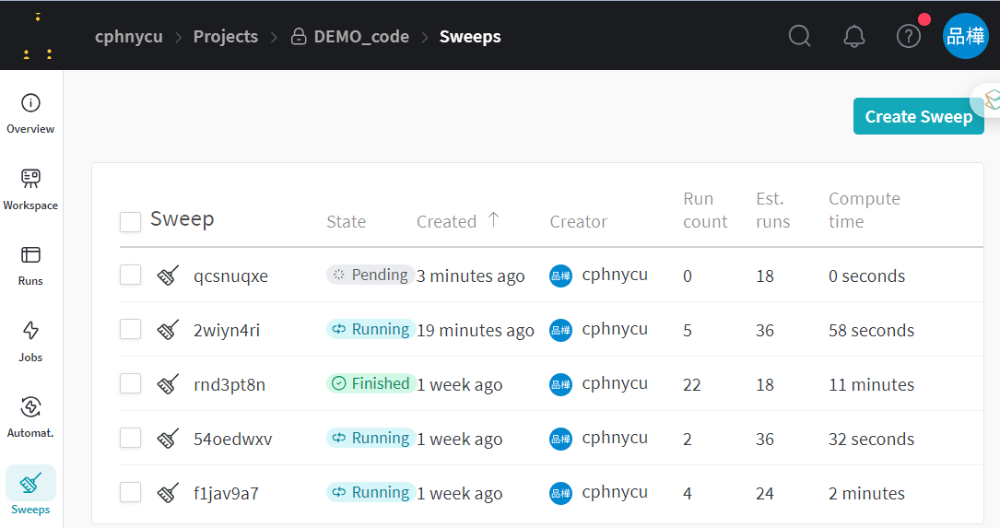 cphnycu > Projects > DEMO_code > Sweeps
品樺
Overview
Workspace
Runs
Jobs
Automat.
Sweeps
Create Sweep
Sweep State Created ↑ Creator Run count Est. runs Compute time
qcsnuqxe Pending 3 minutes ago 品樺 cphnycu 0 18 0 seconds
2wiyn4ri Running 19 minutes ago 品樺 cphnycu 5 36 58 seconds
rnd3pt8n Finished 1 week ago 品樺 cphnycu 22 18 11 minutes
54oedwxv Running 1 week ago 品樺 cphnycu 2 36 32 seconds
f1jav9a7 Running 1 week ago 品樺 cphnycu 4 24 2 minutes